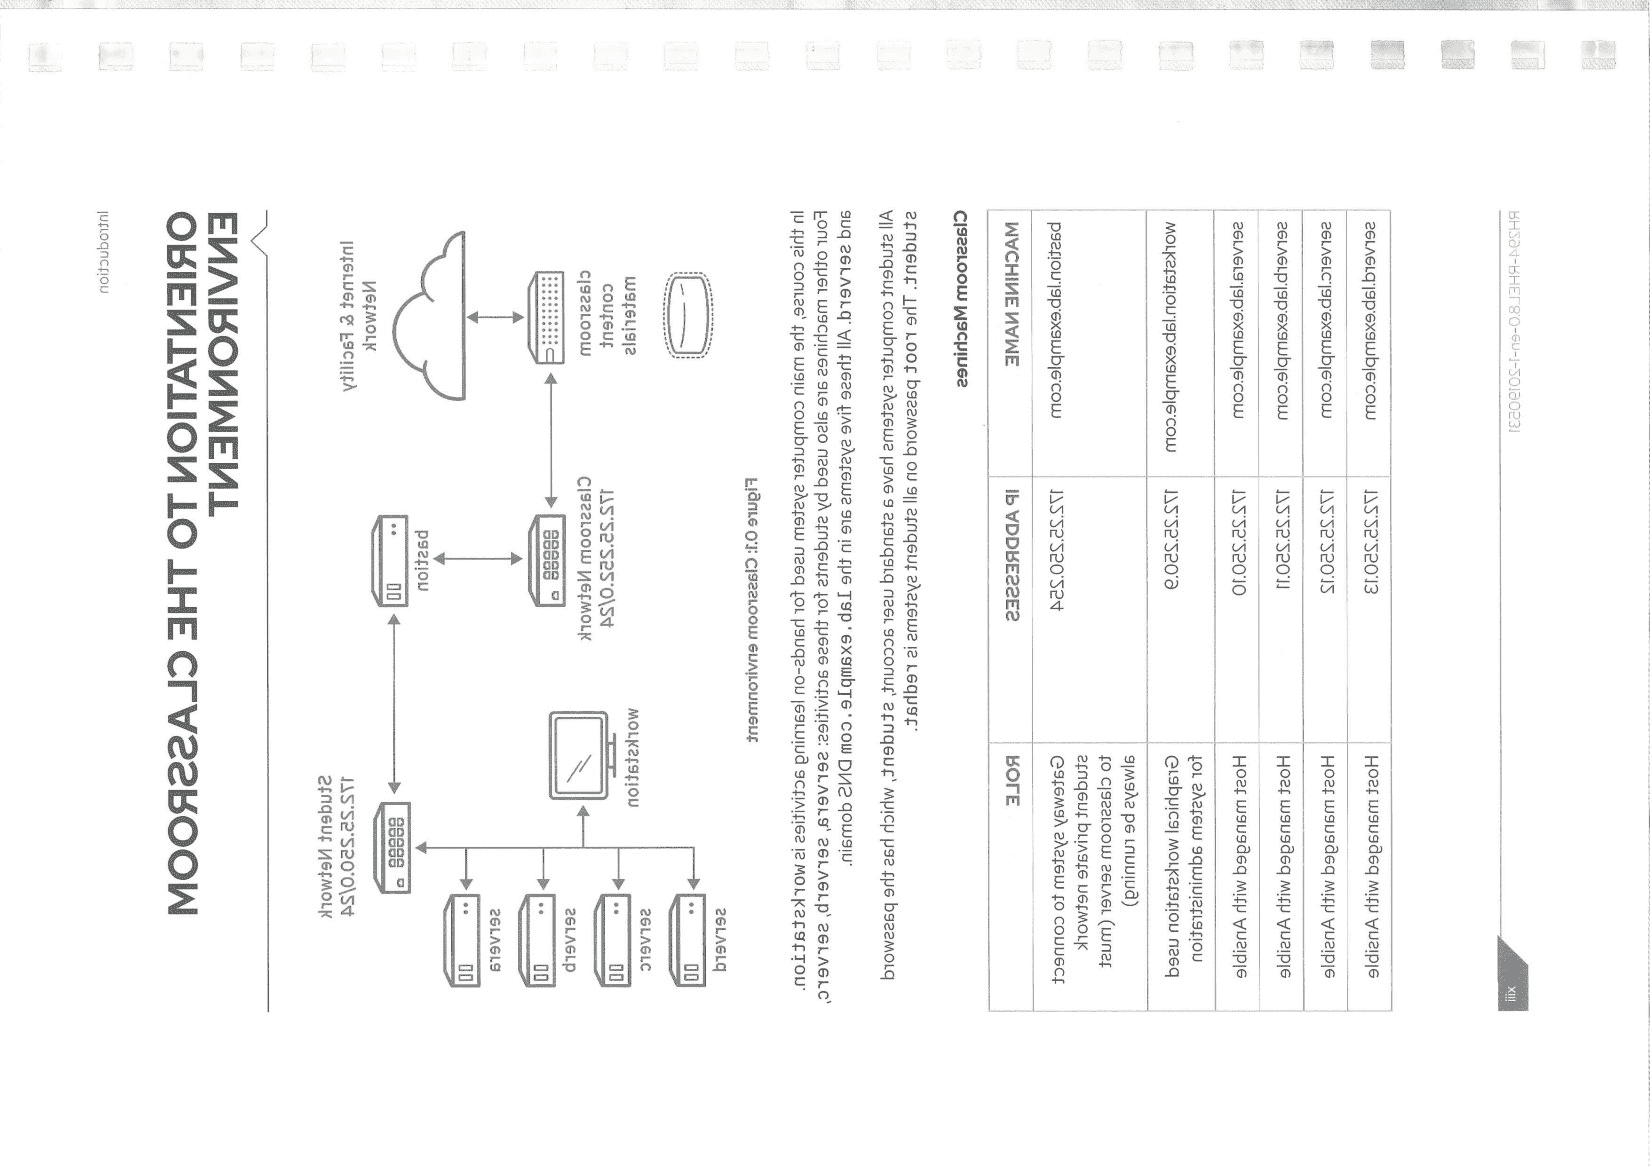 Introduction
ORIENTATION TO THE CLASSROOM
ENVIRONMENT
Internet & Facility
Network
classroom
content
materials
bastion
Classroom Network
172.25.252.0/24
workstation
172.25.250.0/24
Student Network
servera
serverb
serverc
serverd
Figure 0.1: Classroom environment
In this course, the main computer system used for hands-on learning activities is workstation.
Four other machines are also used by students for these activities: servera, serverb, serverc,
and serverd. All these five systems are in the lab.example.com DNS domain.
All student computer systems have a standard user account, student, which has the password
student. The root password on all student systems is redhat.
Classroom Machines
MACHINE NAME
IP ADDRESSES
ROLE
bastion.lab.example.com
172.25.250.254
Gateway system to connect
student private network
to classroom server (must
always be running)
workstation.lab.example.com
172.25.250.9
Graphical workstation used
for system administration
servera.lab.example.com
172.25.250.10
Host managed with Ansible
serverb.lab.example.com
172.25.250.11
Host managed with Ansible
serverc.lab.example.com
172.25.250.12
Host managed with Ansible
serverd.lab.example.com
172.25.250.13
Host managed with Ansible
RH294-RHEL8.0-en-1-20190531
xiii